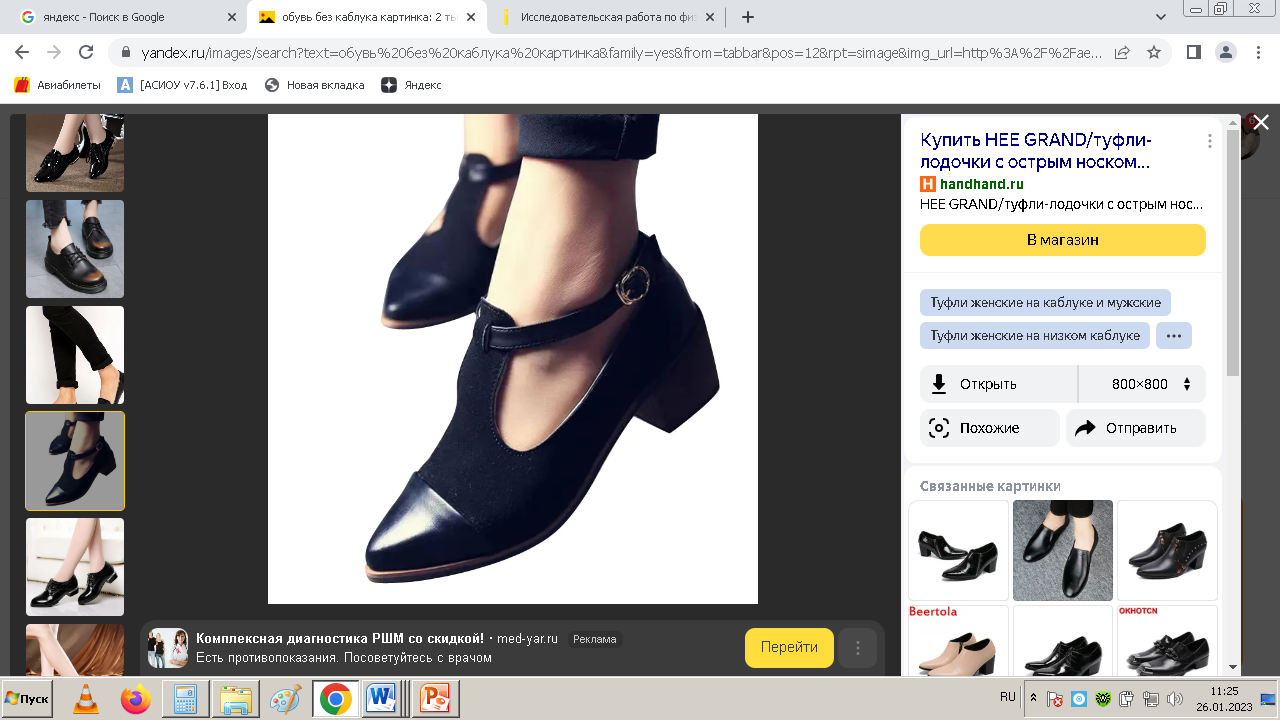 яндекс - Поиск в Google
обувь без каблука картинка: 2 ты
Исследовательская работа по ф
yandex.ru/images/search?text=обувь%20без%20каблука%20картинка&family=yes&from=tabbar&pos=12&rpt=simage&img_url=http%3A%2F%2Fae...
Авиабилеты
[АСИОУ v7.6.1] Вход
Новая вкладка
Яндекс
Купить HEE GRAND/туфли-
лодочки с острым носком...
handhand.ru
HEE GRAND/туфли-лодочки с острым нос...
В магазин
Туфли женские на каблуке и мужские
Туфли женские на низком каблуке
Открыть
800×800
Похожие
Отправить
Связанные картинки
Beertola
OKHOTCN
Комплексная диагностика РШМ со скидкой! · med-yar.ru Реклама
Есть противопоказания. Посоветуйтесь с врачом
Перейти
Пуск
RU
11:25
26.01.2023